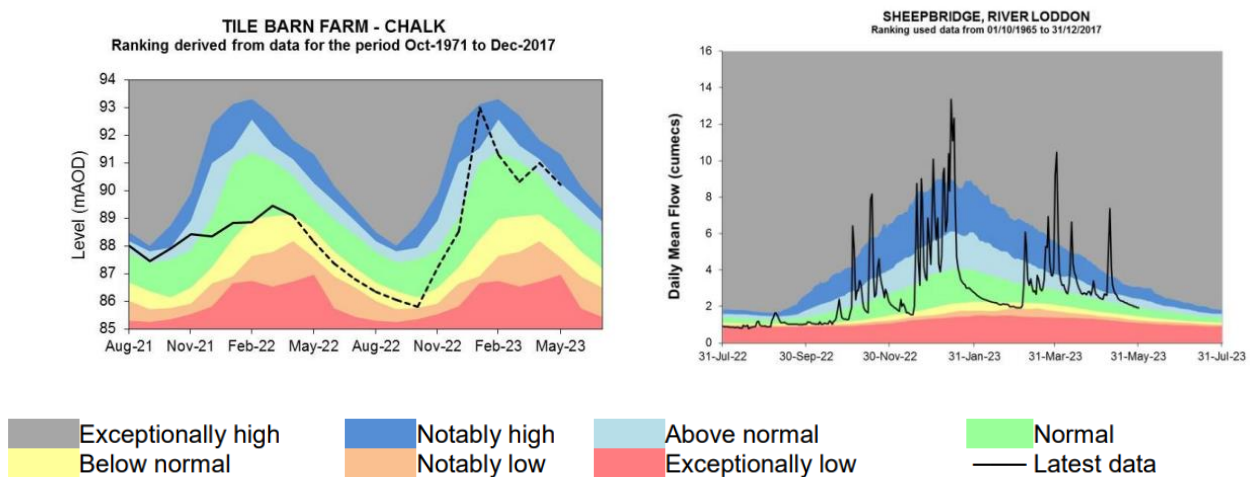 TILE BARN FARM - CHALK
Ranking derived from data for the period Oct-1971 to Dec-2017
Level (mAOD)
94
93
92
91
90
89
88
87
86
85
Aug-21 Nov-21 Feb-22 May-22 Aug-22 Nov-22 Feb-23 May-23
SHEEPBRIDGE, RIVER LODDON
Ranking used data from 01/10/1965 to 31/12/2017
Daily Mean Flow (cumecs)
16
14
12
10
8
6
4
2
0
31-Jul-22 30-Sep-22 30-Nov-22 31-Jan-23 31-Mar-23 31-May-23 31-Jul-23
Exceptionally high Notably high Above normal Normal
Below normal Notably low Exceptionally low Latest data